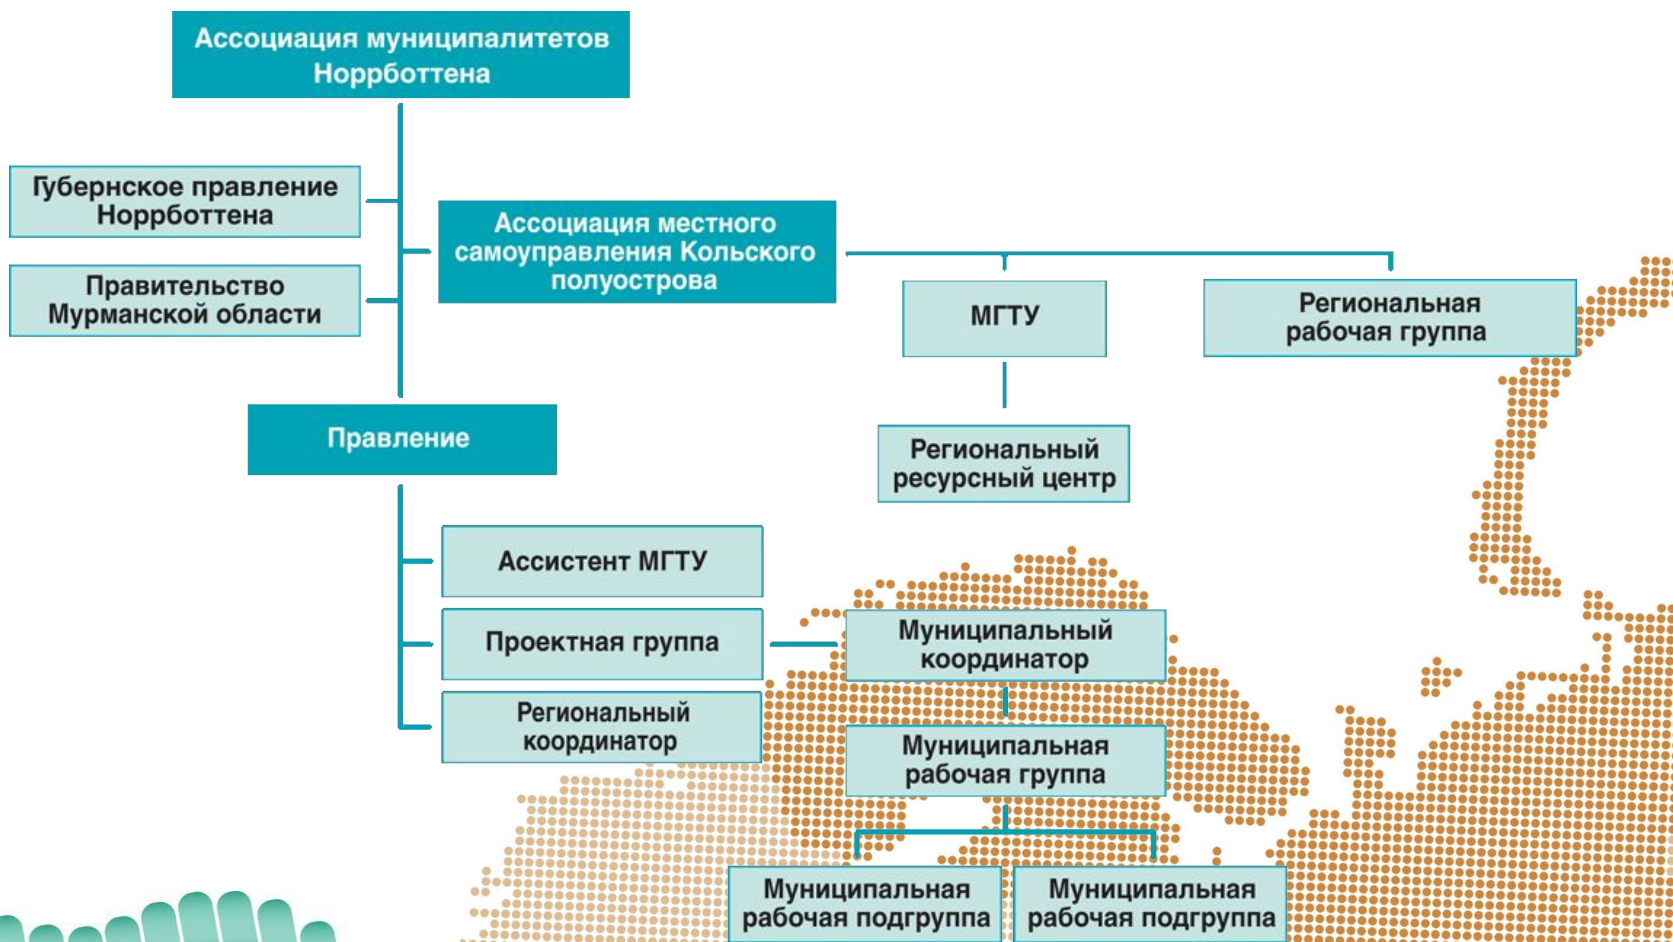 Ассоциация муниципалитетов
Норрботтена
Губернское правление
Норрботтена
Ассоциация местного
самоуправления Кольского
полуострова
Правительство
Мурманской области
МГТУ
Региональная
рабочая группа
Правление
Региональный
ресурсный центр
Ассистент МГТУ
Проектная группа
Муниципальный
координатор
Региональный
координатор
Муниципальная
рабочая группа
Муниципальная
рабочая подгруппа
Муниципальная
рабочая подгруппа